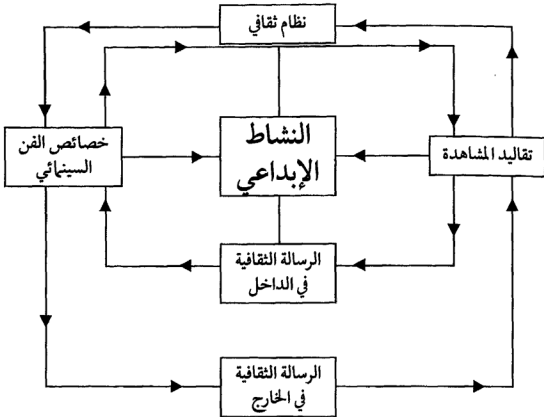 نظام ثقافي
النشاط
الإبداعي
خصائص الفن
السينمائي
تقاليد المشاهدة
الرسالة الثقافية
في الداخل
الرسالة الثقافية
في الخارج